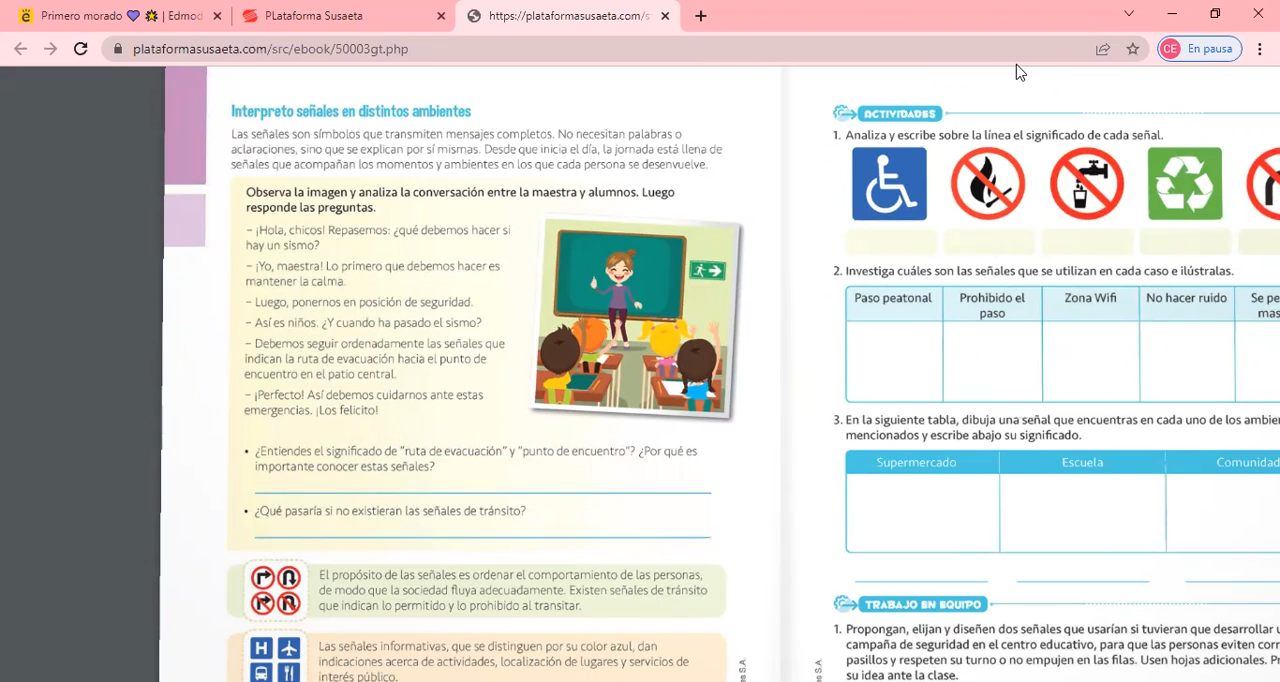 Primero morado 💜 🌟 | Edmod
PLataforma Susaeta
https://plataformasusaeta.com/s
plataformasusaeta.com/src/ebook/50003gt.php
CE
En pausa
Interpreto señales en distintos ambientes
Las señales son símbolos que transmiten mensajes completos. No necesitan palabras o
aclaraciones, sino que se explican por sí mismas. Desde que inicia el día, la jornada está llena de
señales que acompañan los momentos y ambientes en los que cada persona se desenvuelve.
Observa la imagen y analiza la conversación entre la maestra y alumnos. Luego
responde las preguntas.
– ¡Hola, chicos! Repasemos: ¿qué debemos hacer si
hay un sismo?
– ¡Yo, maestra! Lo primero que debemos hacer es
mantener la calma.
– Luego, ponernos en posición de seguridad.
– Así es niños. ¿Y cuando ha pasado el sismo?
– Debemos seguir ordenadamente las señales que
indican la ruta de evacuación hacia el punto de
encuentro en el patio central.
– ¡Perfecto! Así debemos cuidarnos ante estas
emergencias. ¡Los felicito!
• ¿Entiendes el significado de "ruta de evacuación" y "punto de encuentro"? ¿Por qué es
importante conocer estas señales?
• ¿Qué pasaría si no existieran las señales de tránsito?
El propósito de las señales es ordenar el comportamiento de las personas,
de modo que la sociedad fluya adecuadamente. Existen señales de tránsito
que indican lo permitido y lo prohibido al transitar.
H
Las señales informativas, que se distinguen por su color azul, dan
indicaciones acerca de actividades, localización de lugares y servicios de
interés público.
es S.A.
ACTIVIDADES
1. Analiza y escribe sobre la línea el significado de cada señal.
2. Investiga cuáles son las señales que se utilizan en cada caso e ilústralas.
Paso peatonal
Prohibido el
paso
Zona Wifi
No hacer ruido
Se pe
mas
3. En la siguiente tabla, dibuja una señal que encuentras en cada uno de los ambie
mencionados y escribe abajo su significado.
Supermercado
Escuela
Comunidad
TRABAJO EN EQUIPO
1. Propongan, elijan y diseñen dos señales que usarían si tuvieran que desarrollar u
campaña de seguridad en el centro educativo, para que las personas eviten corr
pasillos y respeten su turno o no empujen en las filas. Usen hojas adicionales. Pr
su idea ante la clase.
es S.A.